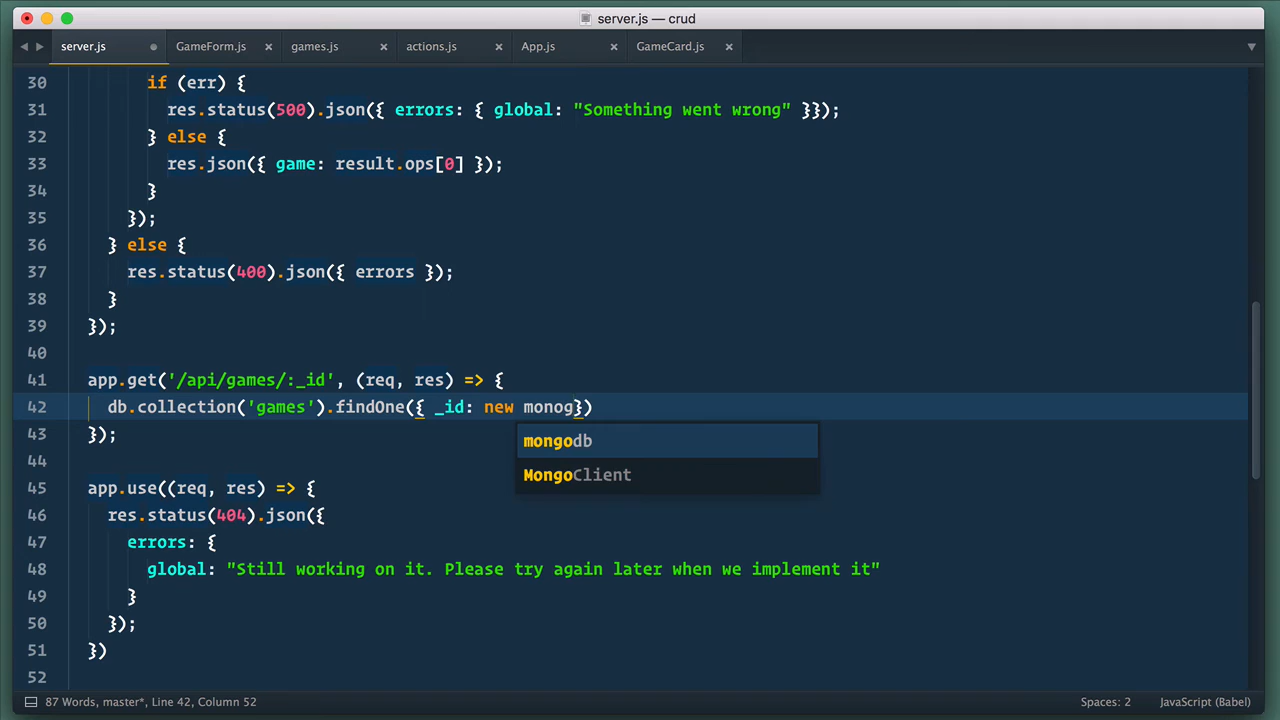 server.js — crud
server.js GameForm.js games.js actions.js App.js GameCard.js
30 if (err) {
31 res.status(500).json({ errors: { global: "Something went wrong" }});
32 } else {
33 res.json({ game: result.ops[0] });
34 }
35 });
36 } else {
37 res.status(400).json({ errors });
38 }
39 });
40
41 app.get('/api/games/:_id', (req, res) => {
42 db.collection('games').findOne({ _id: new monog})
43 });
mongodb
44
MongoClient
45 app.use((req, res) => {
46 res.status(404).json({
47 errors: {
48 global: "Still working on it. Please try again later when we implement it"
49 }
50 });
51 })
52
87 Words, master*, Line 42, Column 52 Spaces: 2 JavaScript (Babel)